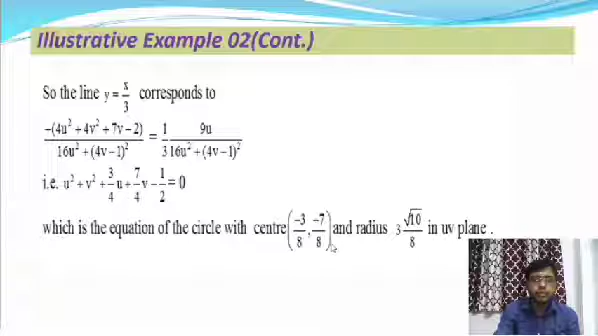 Illustrative Example 02(Cont.)
So the line y = x/3 corresponds to
-(4u² + 4v² + 7v - 2) / 16u² + (4v - 1)² = 1/3 9u / 16u² + (4v - 1)²
i.e. u² + v² + 3/4 u + 7/4 v - 1/2 = 0
which is the equation of the circle with centre (-3/8, -7/8) and radius 3 √10/8 in uv plane .